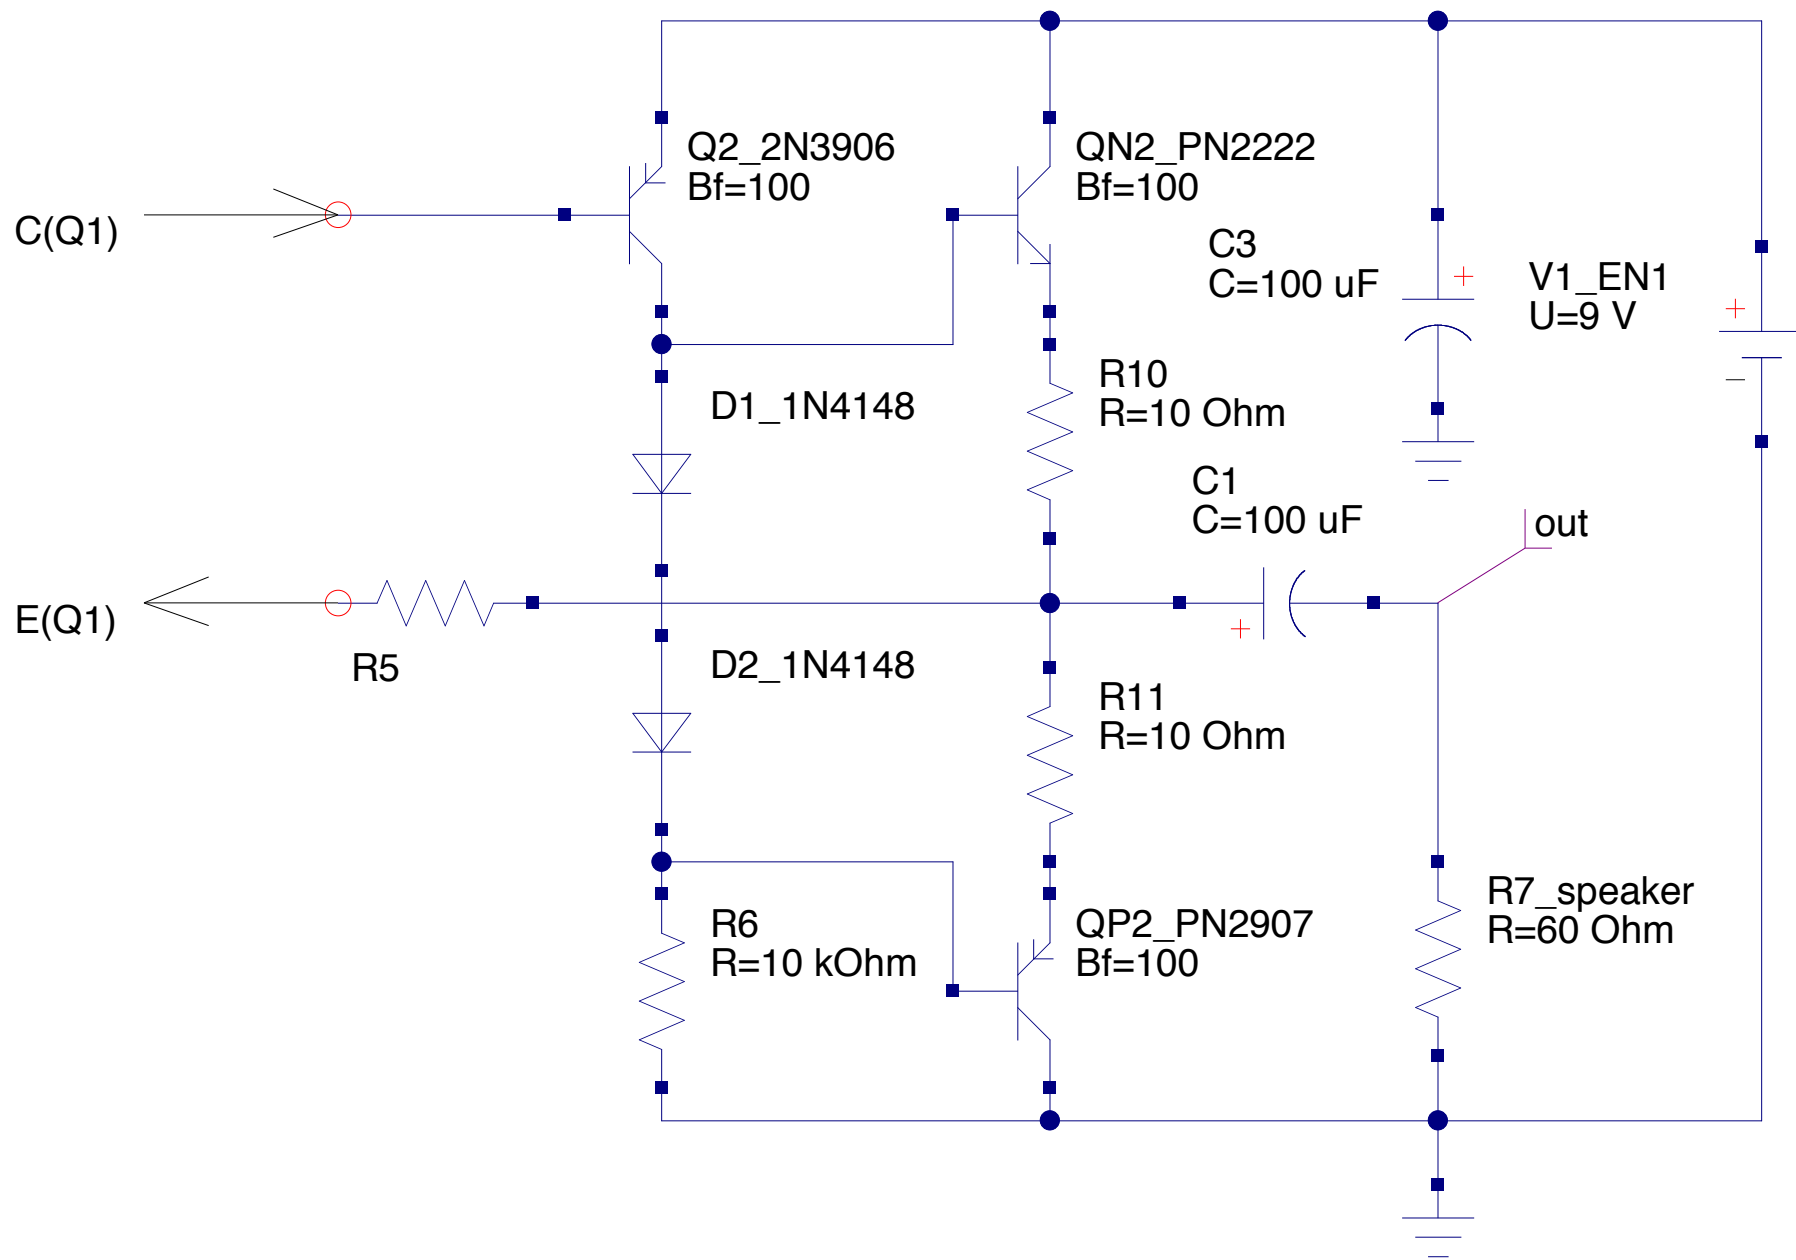 Q2_2N3906
Bf=100
QN2_PN2222
Bf=100
C(Q1)
C3
C=100 uF
+
V1_EN1
U=9 V
+
−
D1_1N4148
R10
R=10 Ohm
C1
C=100 uF
+
out
E(Q1)
R5
D2_1N4148
R11
R=10 Ohm
R6
R=10 kOhm
QP2_PN2907
Bf=100
R7_speaker
R=60 Ohm